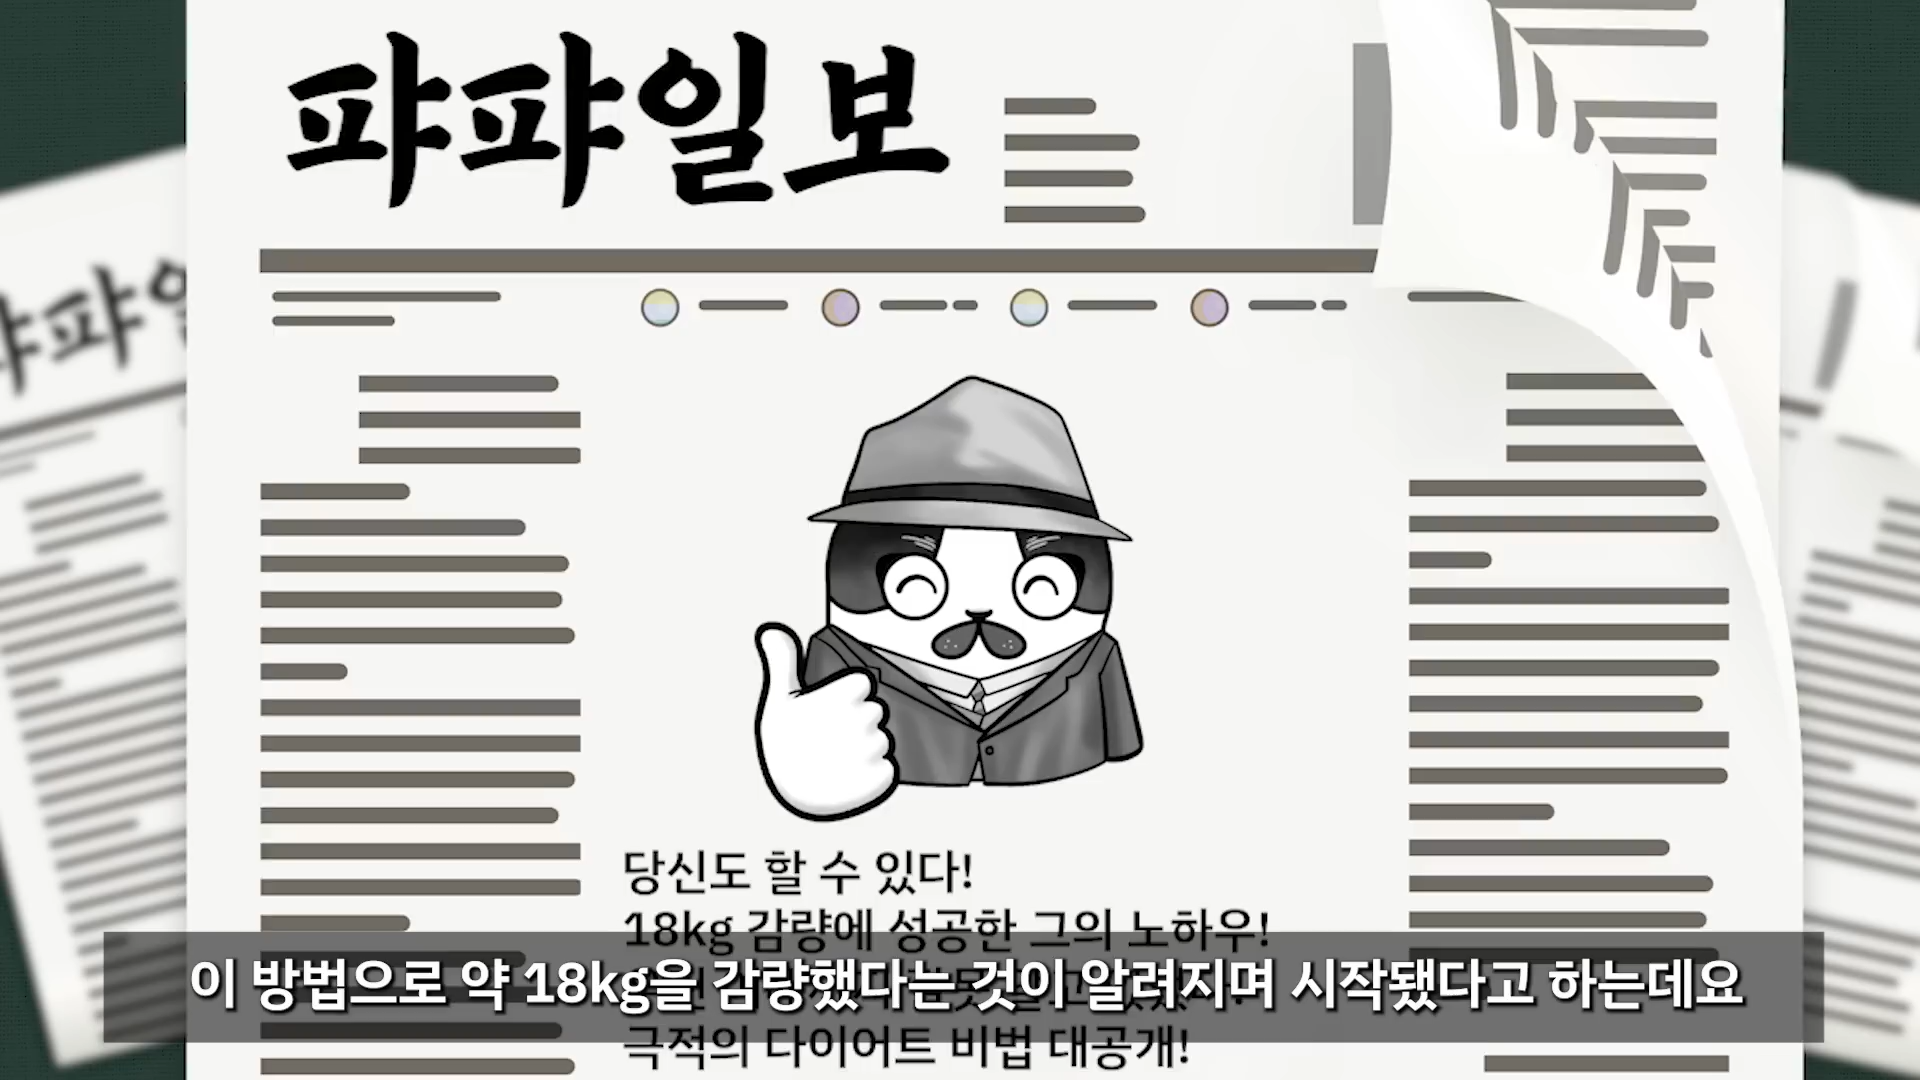 파파일보
당신도 할 수 있다!
18kg 감량에 성공한 그의 노하우!
이 방법으로 약 18kg을 감량했다는 것이 알려지며 시작됐다고 하는데요
극적의 다이어트 비법 대공개!